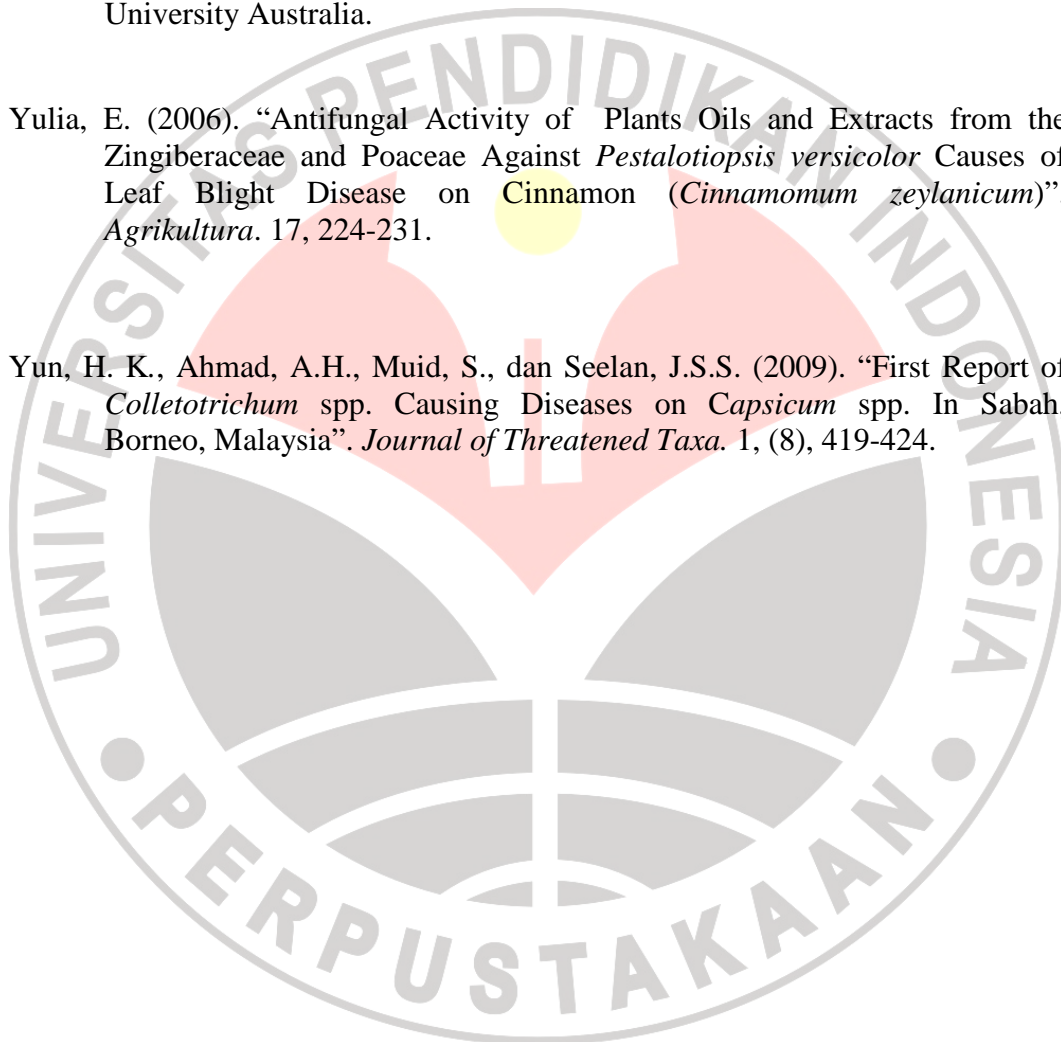 University Australia.
Yulia, E. (2006). “Antifungal Activity of Plants Oils and Extracts from the
Zingiberaceae and Poaceae Against Pestalotiopsis versicolor Causes of
Leaf Blight Disease on Cinnamon (Cinnamomum zeylanicum)”.
Agrikultura. 17, 224-231.
Yun, H. K., Ahmad, A.H., Muid, S., dan Seelan, J.S.S. (2009). “First Report of
Colletotrichum spp. Causing Diseases on Capsicum spp. In Sabah,
Borneo, Malaysia”. Journal of Threatened Taxa. 1, (8), 419-424.
UNIVERSITAS PENDIDIKAN INDONESIA
PERPUSTAKAAN